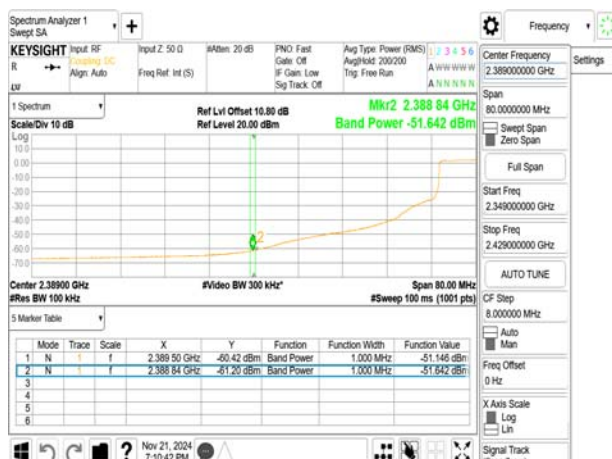 Spectrum Analyzer 1
Swept SA
Frequency
Settings
KEYSIGHT
R
Input: RF
Coupling: DC
Align: Auto
Input Z: 50 Ω
Freq Ref: Int (S)
#Atten: 20 dB
PNO: Fast
Gate: Off
IF Gain: Low
Sig Track: Off
Avg Type: Power (RMS)
Avg|Hold: 200/200
Trig: Free Run
1 2 3 4 5 6
A W W W W W
A N N N N N
1 Spectrum
Scale/Div 10 dB
Ref Lvl Offset 10.80 dB
Ref Level 20.00 dBm
Mkr2 2.388 84 GHz
Band Power -51.642 dBm
Log
10.0
0.00
-10.0
-20.0
-30.0
-40.0
-50.0
-60.0
-70.0
2
Center 2.38900 GHz
#Res BW 100 kHz
#Video BW 300 kHz*
Span 80.00 MHz
#Sweep 100 ms (1001 pts)
5 Marker Table
Mode Trace Scale X Y Function Function Width Function Value
1 N 1 f 2.389 50 GHz -60.42 dBm Band Power 1.000 MHz -51.146 dBm
2 N 1 f 2.388 84 GHz -61.20 dBm Band Power 1.000 MHz -51.642 dBm
3
4
5
6
Nov 21, 2024
7:10:42 PM
Center Frequency
2.389000000 GHz
Span
80.0000000 MHz
Swept Span
Zero Span
Full Span
Start Freq
2.349000000 GHz
Stop Freq
2.429000000 GHz
AUTO TUNE
CF Step
8.000000 MHz
Auto
Man
Freq Offset
0 Hz
X Axis Scale
Log
Lin
Signal Track